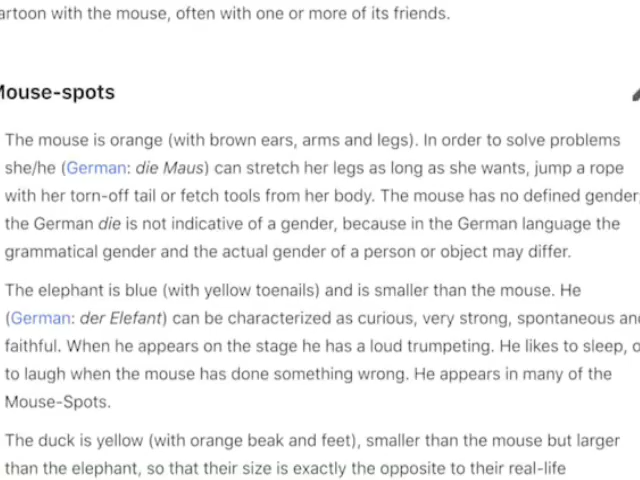 artoon with the mouse, often with one or more of its friends.
Mouse-spots
The mouse is orange (with brown ears, arms and legs). In order to solve problems
she/he (German: die Maus) can stretch her legs as long as she wants, jump a rope
with her torn-off tail or fetch tools from her body. The mouse has no defined gender;
the German die is not indicative of a gender, because in the German language the
grammatical gender and the actual gender of a person or object may differ.
The elephant is blue (with yellow toenails) and is smaller than the mouse. He
(German: der Elefant) can be characterized as curious, very strong, spontaneous and
faithful. When he appears on the stage he has a loud trumpeting. He likes to sleep, o
to laugh when the mouse has done something wrong. He appears in many of the
Mouse-Spots.
The duck is yellow (with orange beak and feet), smaller than the mouse but larger
than the elephant, so that their size is exactly the opposite to their real-life